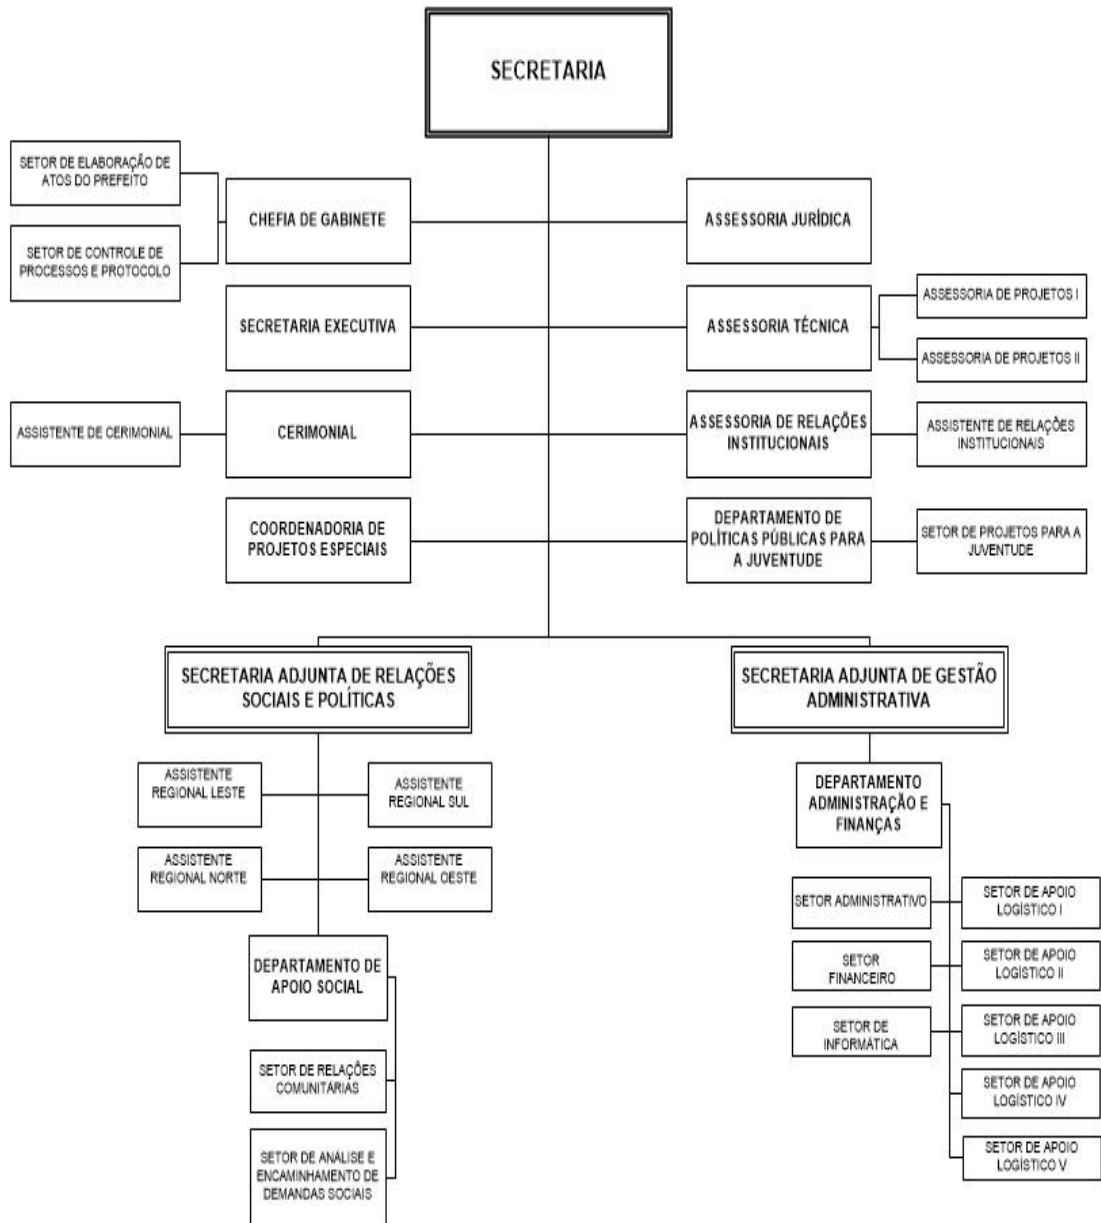 SECRETARIA
SETOR DE ELABORAÇÃO DE
ATOS DO PREFEITO
SETOR DE CONTROLE DE
PROCESSOS E PROTOCOLO
CHEFIA DE GABINETE
ASSESSORIA JURÍDICA
SECRETARIA EXECUTIVA
ASSESSORIA TÉCNICA
ASSESSORIA DE PROJETOS I
ASSESSORIA DE PROJETOS II
ASSISTENTE DE CERIMONIAL
CERIMONIAL
ASSESSORIA DE RELAÇÕES
INSTITUCIONAIS
ASSISTENTE DE RELAÇÕES
INSTITUCIONAIS
COORDENADORIA DE
PROJETOS ESPECIAIS
DEPARTAMENTO DE
POLÍTICAS PÚBLICAS PARA
A JUVENTUDE
SETOR DE PROJETOS PARA A
JUVENTUDE
SECRETARIA ADJUNTA DE RELAÇÕES
SOCIAIS E POLÍTICAS
SECRETARIA ADJUNTA DE GESTÃO
ADMINISTRATIVA
ASSISTENTE
REGIONAL LESTE
ASSISTENTE
REGIONAL SUL
ASSISTENTE
REGIONAL NORTE
ASSISTENTE
REGIONAL OESTE
DEPARTAMENTO DE
APOIO SOCIAL
SETOR DE RELAÇÕES
COMUNITÁRIAS
SETOR DE ANÁLISE E
ENCAMINHAMENTO DE
DEMANDAS SOCIAIS
DEPARTAMENTO
ADMINISTRAÇÃO E
FINANÇAS
SETOR ADMINISTRATIVO
SETOR DE APOIO
LOGÍSTICO I
SETOR
FINANCEIRO
SETOR DE APOIO
LOGÍSTICO II
SETOR DE
INFORMÁTICA
SETOR DE APOIO
LOGÍSTICO III
SETOR DE APOIO
LOGÍSTICO IV
SETOR DE APOIO
LOGÍSTICO V